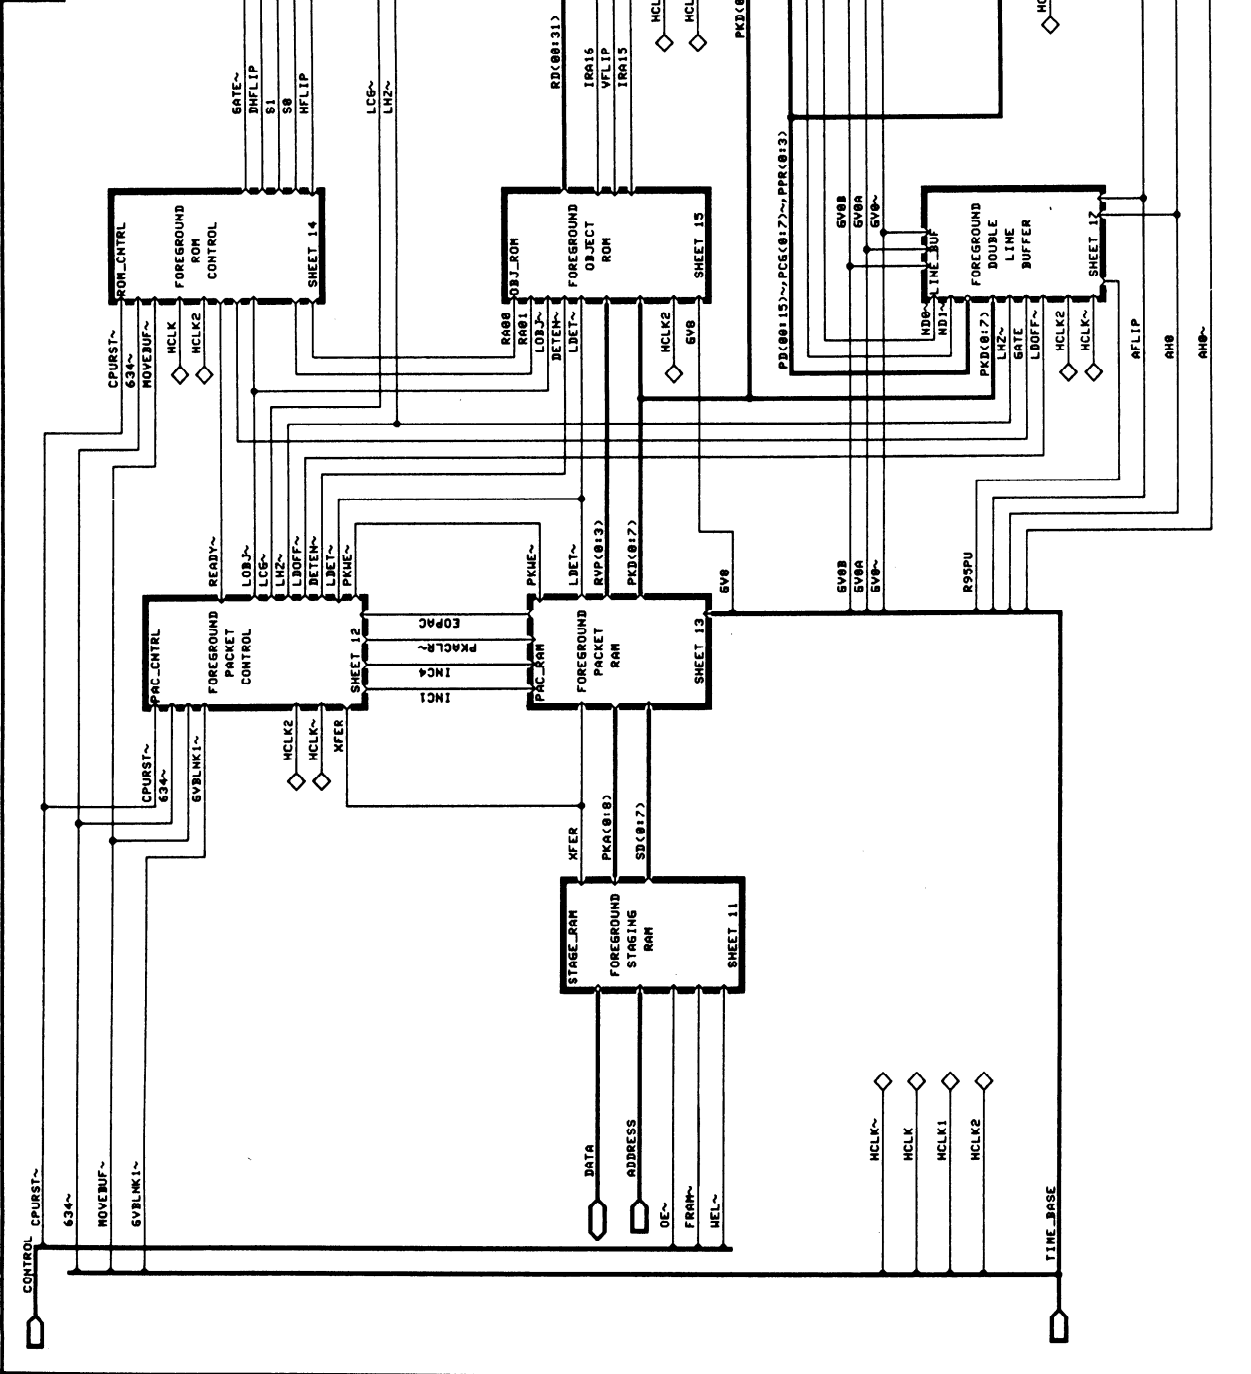 GATE~
DHFLIP
S1
S0
HFLIP
LCG~
LHZ~
RD(00:31)
IRA16
VFLIP
IRA15
ROM_CNTRL
FOREGROUND
ROM
CONTROL
SHEET 14
OBJ_ROM
FOREGROUND
OBJECT
ROM
SHEET 15
PD(00:15)~,PCG(0:7)~,PPR(0:3)
GV0B
GV0A
GV0~
LINE_BUF
FOREGROUND
DOUBLE
LINE
BUFFER
SHEET 17
CPURST~
634~
MOVEBUF~
HCLK
HCLK2
RA00
RA01
LOBJ~
DETEN~
LDET~
HCLK2
GV0
ND0~
ND1~
PKD(0:7)
LHZ~
GATE
LDOFF~
HCLK2
HCLK~
AFLIP
AH0
AH0~
READY~
LOBJ~
LCG~
LHZ~
LDOFF~
DETEN~
LDET~
PKWE~
PKWE~
LDET~
RVP(0:3)
PKD(0:7)
GV0
GV0B
GV0A
GV0~
R95PU
PAC_CNTRL
FOREGROUND
PACKET
CONTROL
SHEET 12
EOPAC
PKACLR~
INC4
INC1
PAC_RAM
FOREGROUND
PACKET
RAM
SHEET 13
CPURST~
634~
GVBLNK1~
HCLK2
HCLK~
XFER
XFER
PKA(0:8)
SD(0:7)
STAGE_RAM
FOREGROUND
STAGING
RAM
SHEET 11
CPURST~
634~
MOVEBUF~
GVBLNK1~
DATA
ADDRESS
OE~
FRAM~
WEL~
HCLK~
HCLK
HCLK1
HCLK2
CONTROL
TIME_BASE